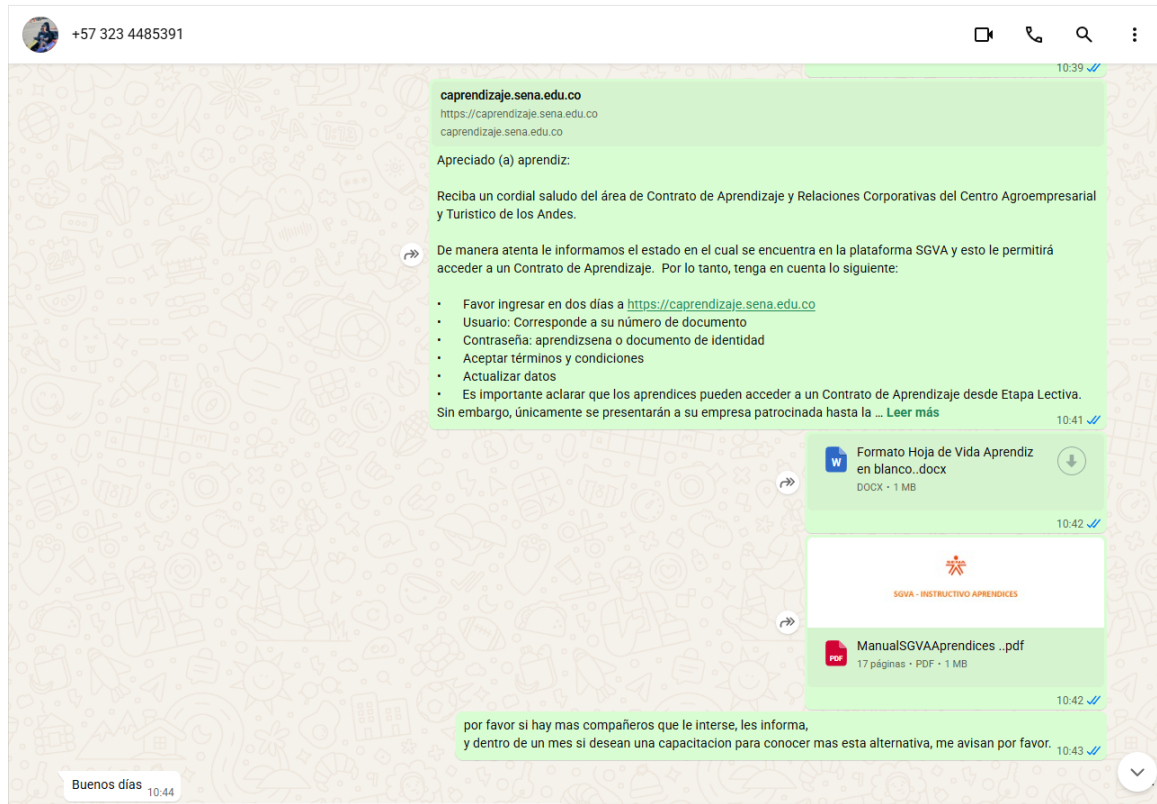 +57 323 4485391
10:39
caprendizaje.sena.edu.co
https://caprendizaje.sena.edu.co
caprendizaje.sena.edu.co
Apreciado (a) aprendiz:
Reciba un cordial saludo del área de Contrato de Aprendizaje y Relaciones Corporativas del Centro Agroempresarial
y Turistico de los Andes.
De manera atenta le informamos el estado en el cual se encuentra en la plataforma SGVA y esto le permitirá
acceder a un Contrato de Aprendizaje.  Por lo tanto, tenga en cuenta lo siguiente:
• Favor ingresar en dos días a https://caprendizaje.sena.edu.co
• Usuario: Corresponde a su número de documento
• Contraseña: aprendizsena o documento de identidad
• Aceptar términos y condiciones
• Actualizar datos
• Es importante aclarar que los aprendices pueden acceder a un Contrato de Aprendizaje desde Etapa Lectiva.
Sin embargo, únicamente se presentarán a su empresa patrocinada hasta la … Leer más
10:41
W
Formato Hoja de Vida Aprendiz
en blanco..docx
DOCX • 1 MB
10:42
SGVA - INSTRUCTIVO APRENDICES
PDF
ManualSGVAAprendices ..pdf
17 páginas • PDF • 1 MB
10:42
por favor si hay mas compañeros que le interse, les informa,
y dentro de un mes si desean una capacitacion para conocer mas esta alternativa, me avisan por favor. 10:43
Buenos días 10:44